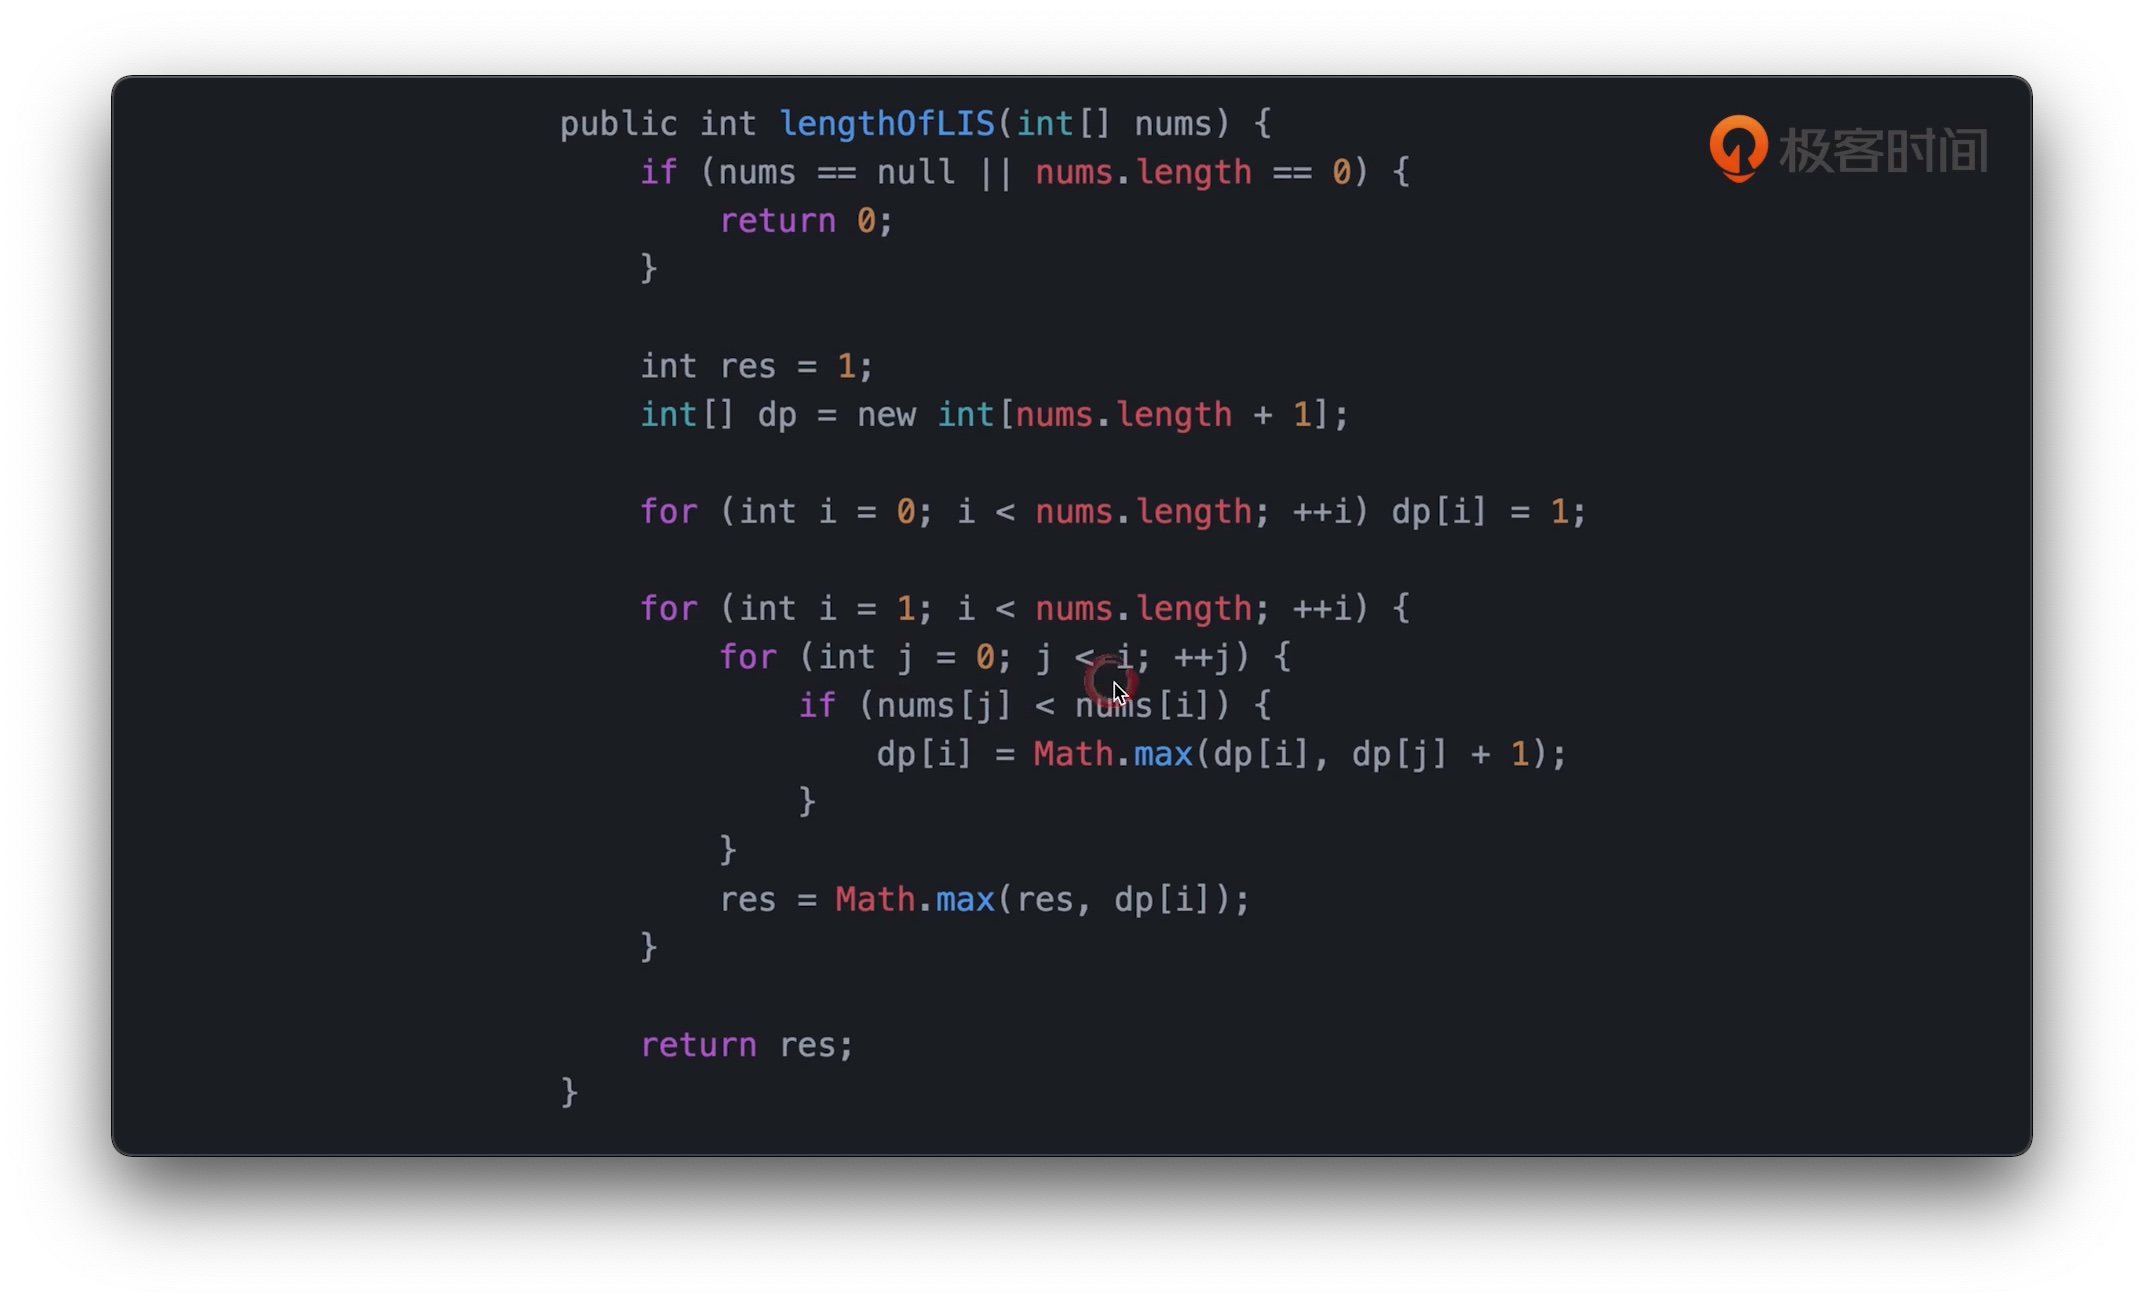 public int lengthOfLIS(int[] nums) {
极客时间
if (nums == null || nums.length == 0) {
return 0;
}
int res = 1;
int[] dp = new int[nums.length + 1];
for (int i = 0; i < nums.length; ++i) dp[i] = 1;
for (int i = 1; i < nums.length; ++i) {
for (int j = 0; j < i; ++j) {
if (nums[j] < nums[i]) {
dp[i] = Math.max(dp[i], dp[j] + 1);
}
}
res = Math.max(res, dp[i]);
}
return res;
}